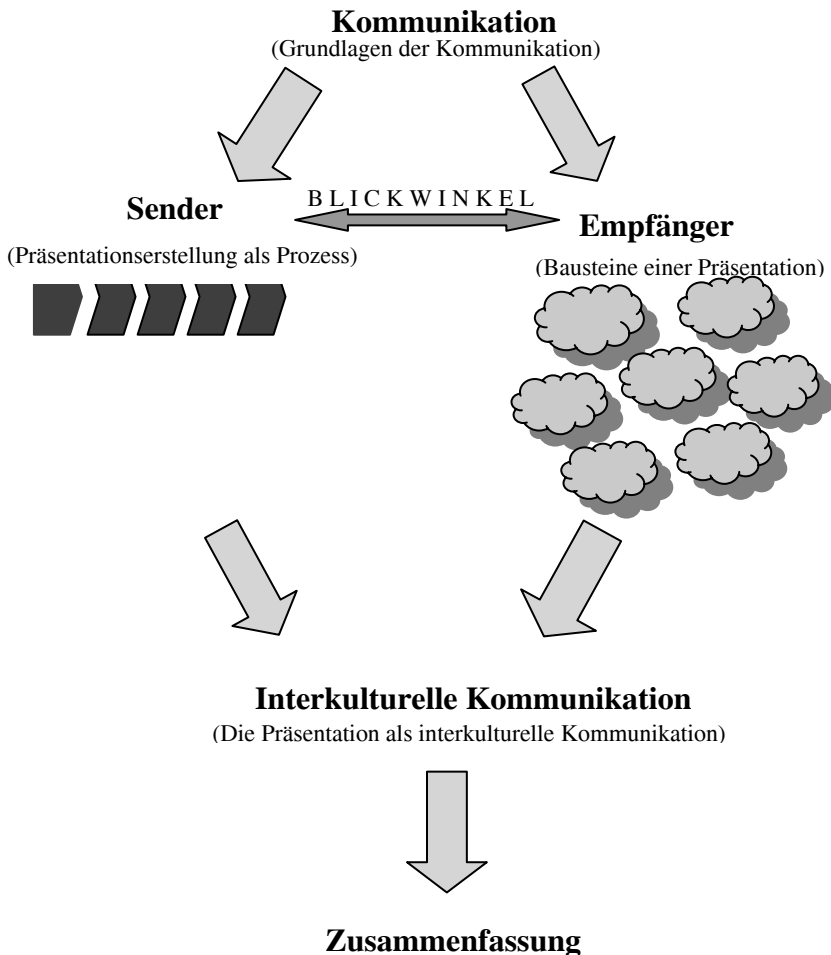 Kommunikation
(Grundlagen der Kommunikation)
B L I C K W I N K E L
Sender
Empfänger
(Präsentationserstellung als Prozess)
(Bausteine einer Präsentation)
Interkulturelle Kommunikation
(Die Präsentation als interkulturelle Kommunikation)
Zusammenfassung